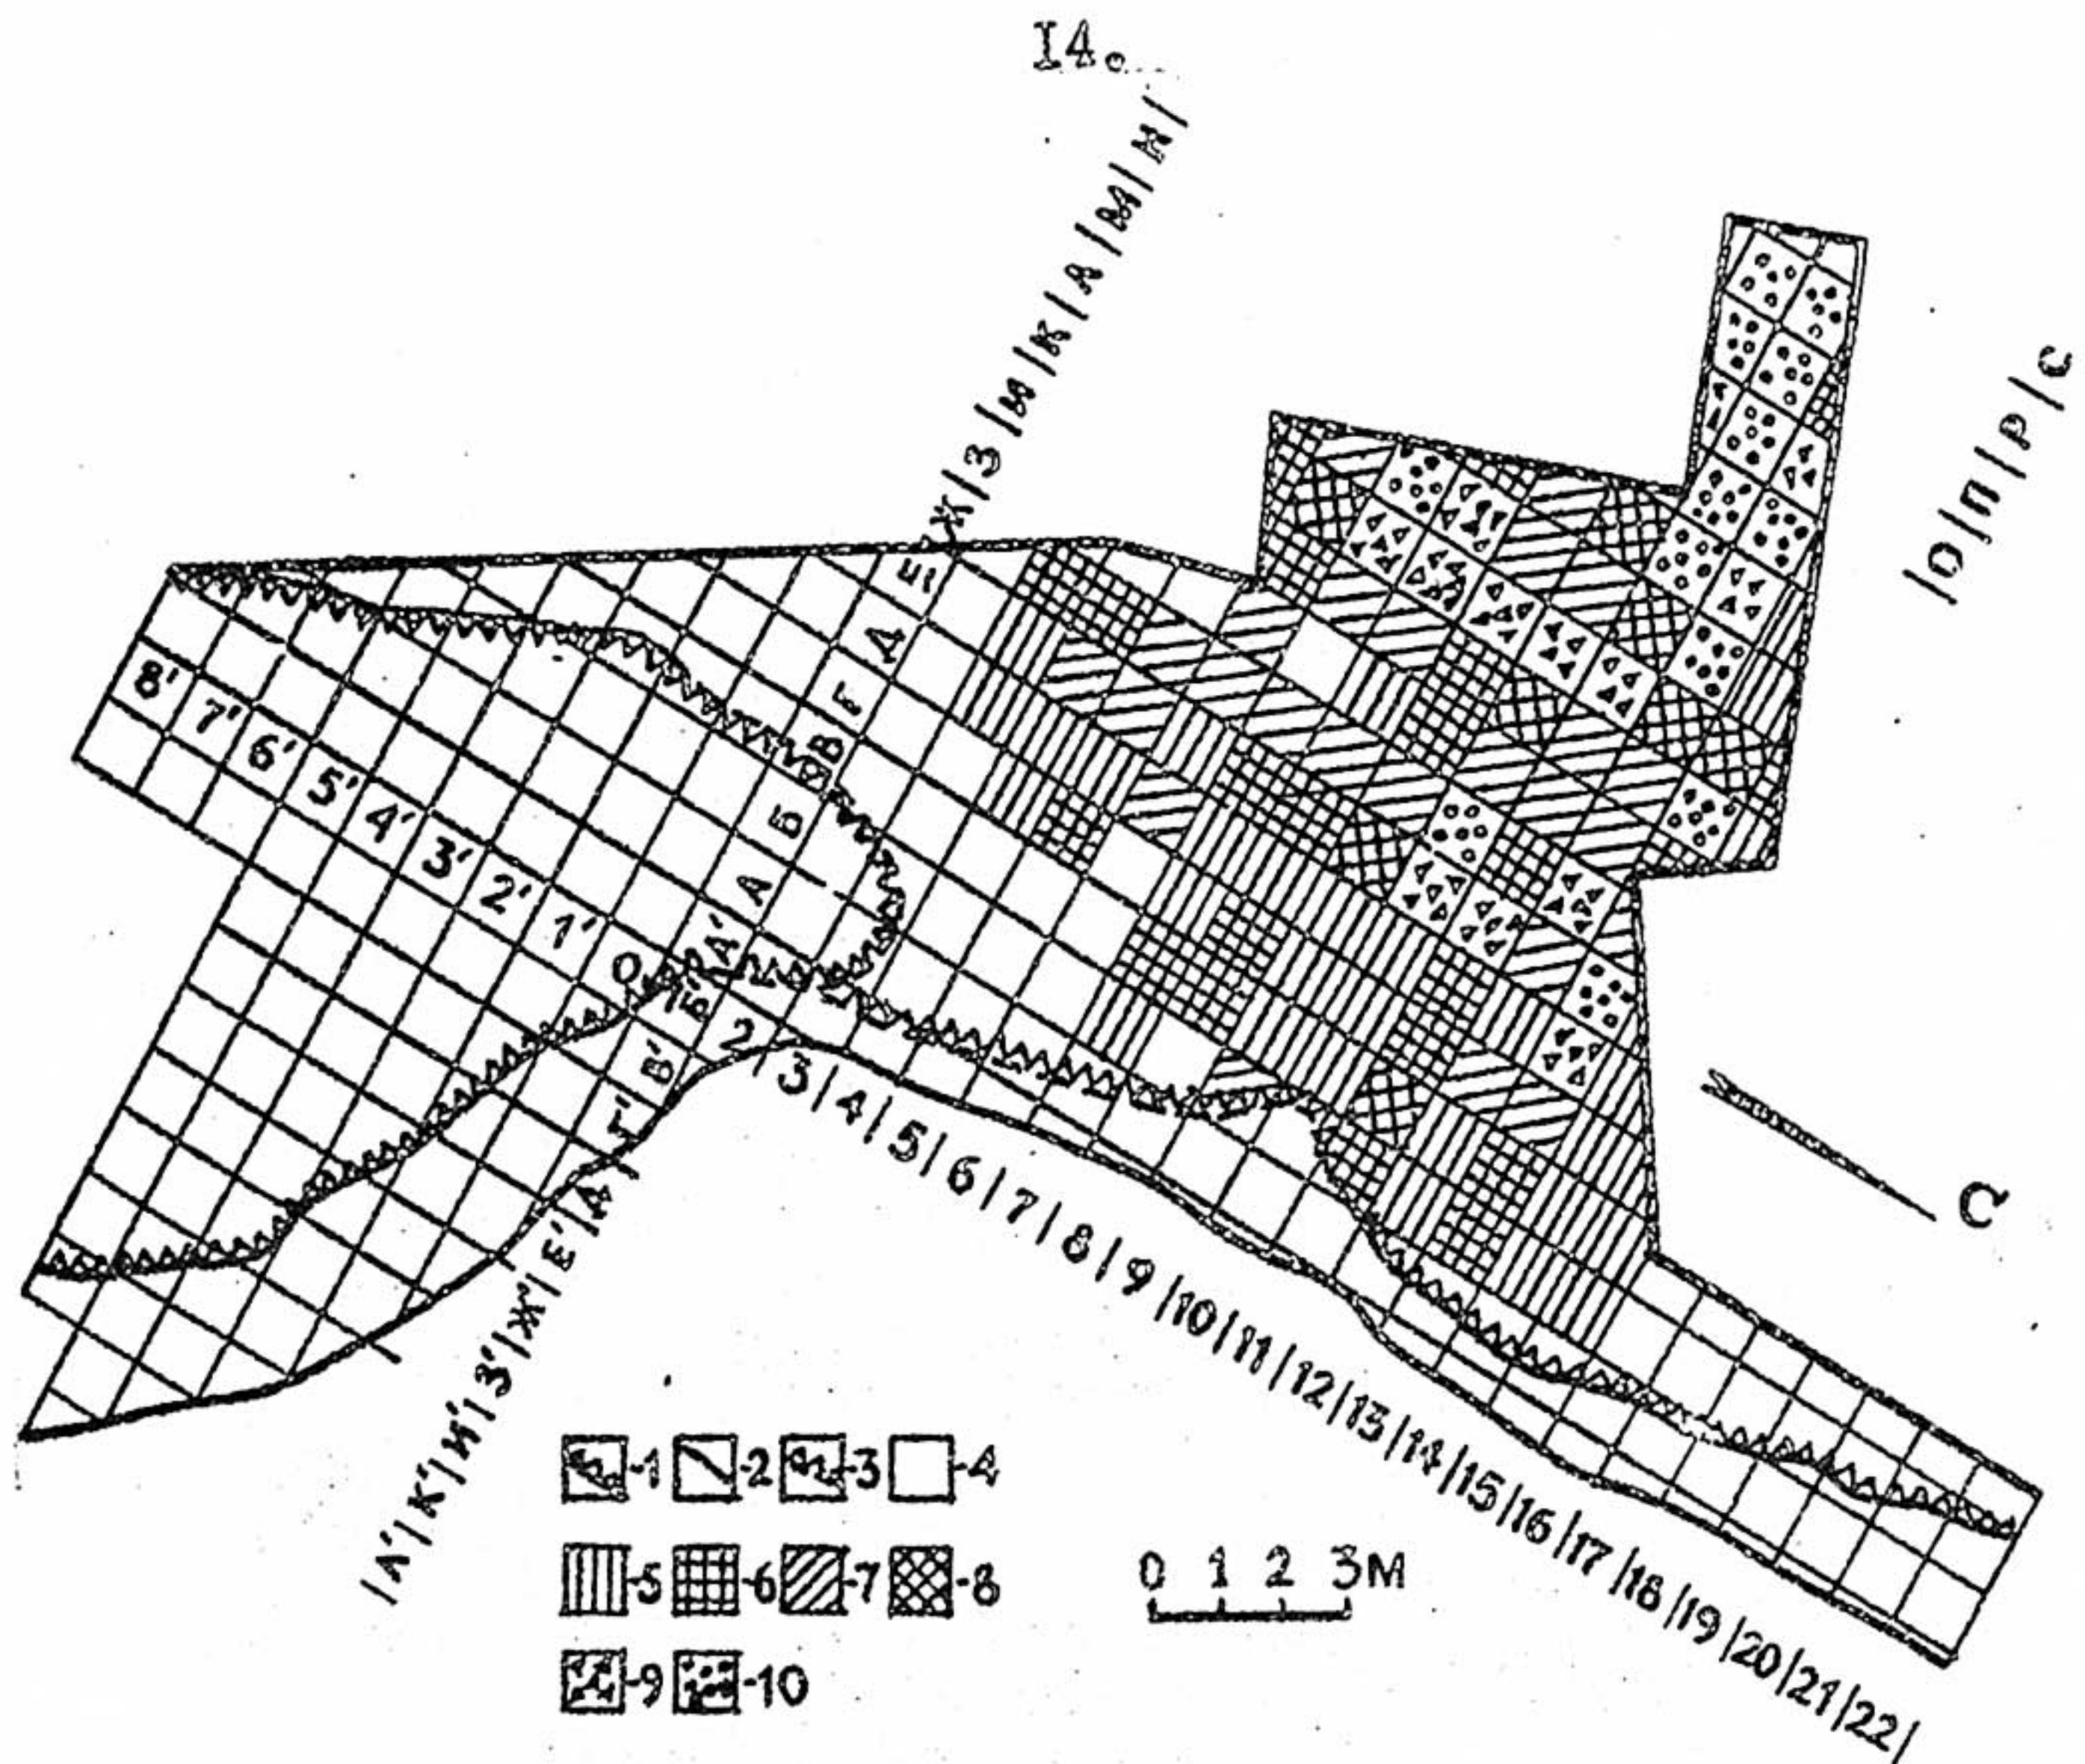 I4.
Ж|З|И|К|Л|М|Н|
|О|П|Р|С
Е
Д
Г
В
Б
А
А'
Б'
В'
Г'
8' 7' 6' 5' 4' 3' 2' 1' 0
2 |3|4|5|6|7|8|9|10|11|12|13|14|15|16|17|18|19|20|21|22|
|Л'|К'|И'|З'|Ж'|Е'|Д'
С
-1 -2 -3 -4
-5 -6 -7 -8
0 1 2 3М
-9 -10